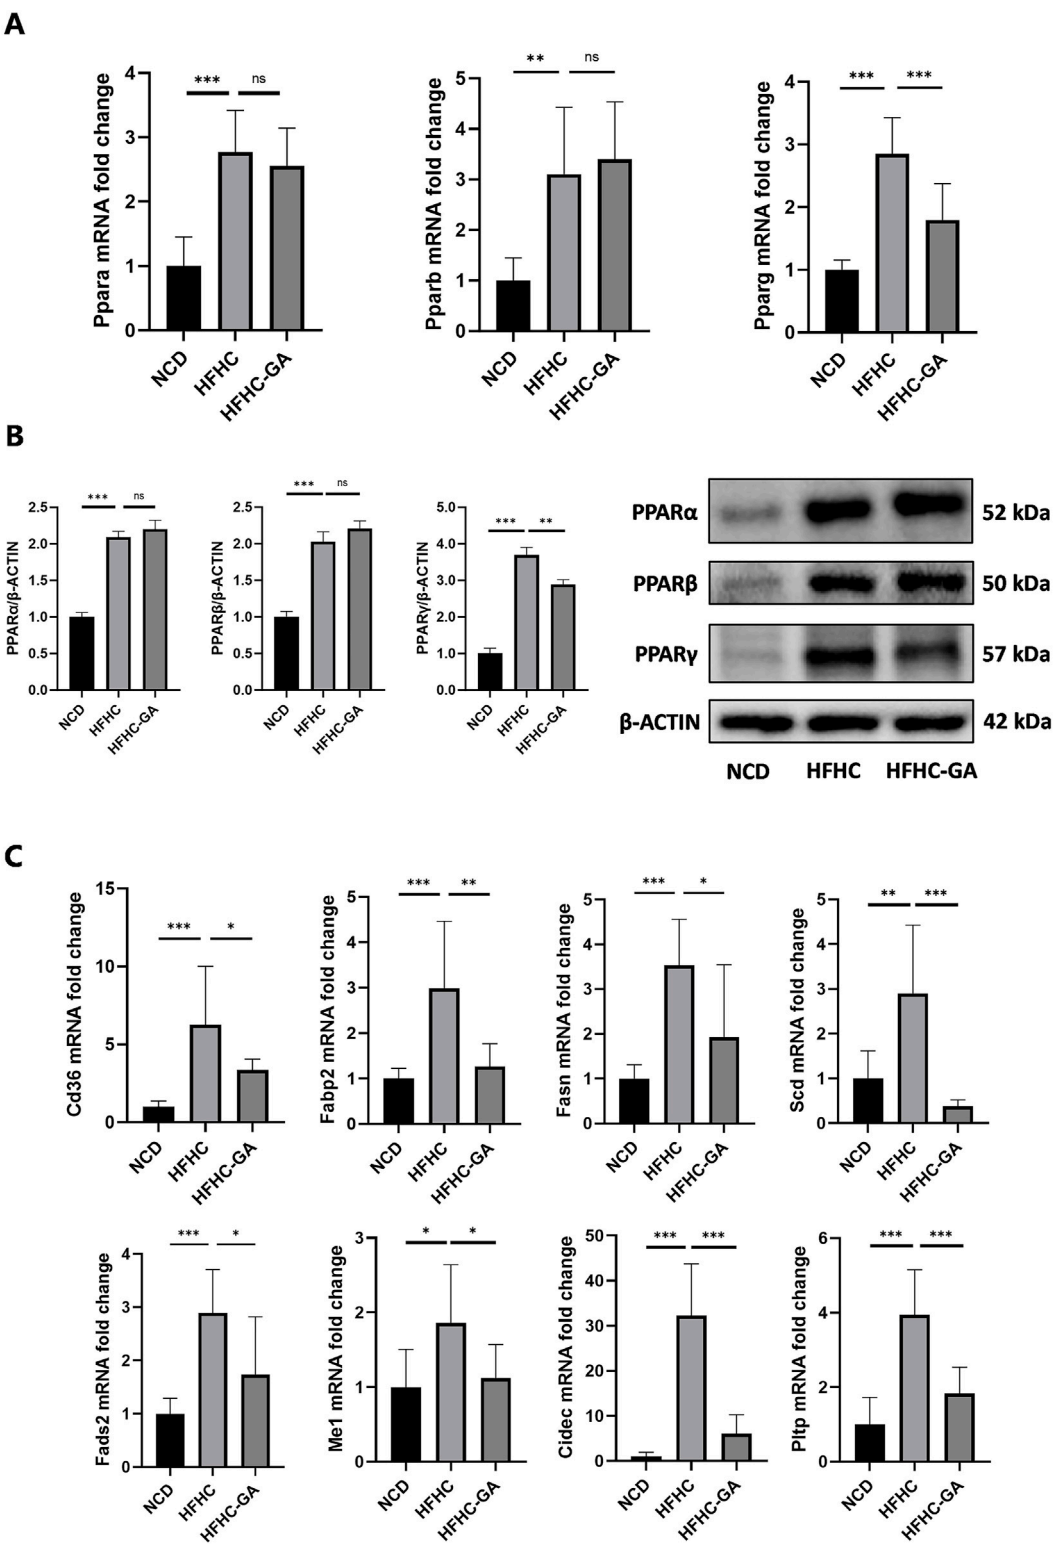 A
Ppara mRNA fold change
4
3
2
1
0
*** ns
NCD
HFHC
HFHC-GA
Pparb mRNA fold change
5
4
3
2
1
0
** ns
NCD
HFHC
HFHC-GA
Pparg mRNA fold change
4
3
2
1
0
*** ***
NCD
HFHC
HFHC-GA
B
PPARα/β-ACTIN
2.5
2.0
1.5
1.0
0.5
0.0
*** ns
NCD
HFHC
HFHC-GA
PPARβ/β-ACTIN
2.5
2.0
1.5
1.0
0.5
0.0
*** ns
NCD
HFHC
HFHC-GA
PPARγ/β-ACTIN
5.0
4.0
3.0
2.0
1.0
0.0
*** **
NCD
HFHC
HFHC-GA
PPARα 52 kDa
PPARβ 50 kDa
PPARγ 57 kDa
β-ACTIN 42 kDa
NCD HFHC HFHC-GA
C
Cd36 mRNA fold change
15
10
5
0
*** *
NCD
HFHC
HFHC-GA
Fabp2 mRNA fold change
5
4
3
2
1
0
*** **
NCD
HFHC
HFHC-GA
Fasn mRNA fold change
5
4
3
2
1
0
*** *
NCD
HFHC
HFHC-GA
Scd mRNA fold change
5
4
3
2
1
0
** ***
NCD
HFHC
HFHC-GA
Fads2 mRNA fold change
4
3
2
1
0
*** *
NCD
HFHC
HFHC-GA
Me1 mRNA fold change
3
2
1
0
* *
NCD
HFHC
HFHC-GA
Cidec mRNA fold change
50
40
30
20
10
0
*** ***
NCD
HFHC
HFHC-GA
Pltp mRNA fold change
6
4
2
0
*** ***
NCD
HFHC
HFHC-GA